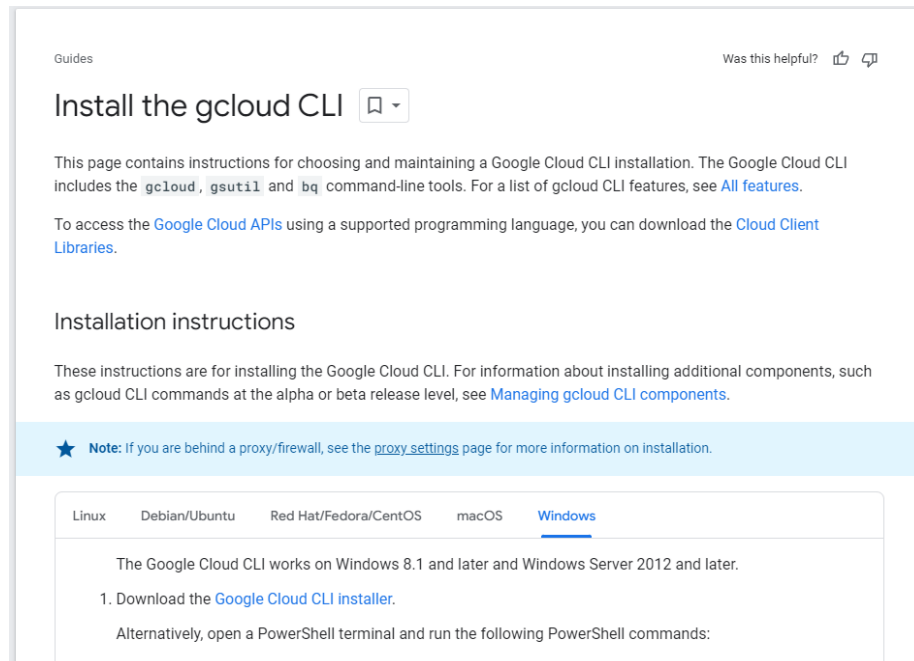 Guides
Was this helpful?
Install the gcloud CLI
This page contains instructions for choosing and maintaining a Google Cloud CLI installation. The Google Cloud CLI
includes the gcloud, gsutil and bq command-line tools. For a list of gcloud CLI features, see All features.
To access the Google Cloud APIs using a supported programming language, you can download the Cloud Client
Libraries.
Installation instructions
These instructions are for installing the Google Cloud CLI. For information about installing additional components, such
as gcloud CLI commands at the alpha or beta release level, see Managing gcloud CLI components.
Note: If you are behind a proxy/firewall, see the proxy settings page for more information on installation.
Linux Debian/Ubuntu Red Hat/Fedora/CentOS macOS Windows
The Google Cloud CLI works on Windows 8.1 and later and Windows Server 2012 and later.
1. Download the Google Cloud CLI installer.
Alternatively, open a PowerShell terminal and run the following PowerShell commands: